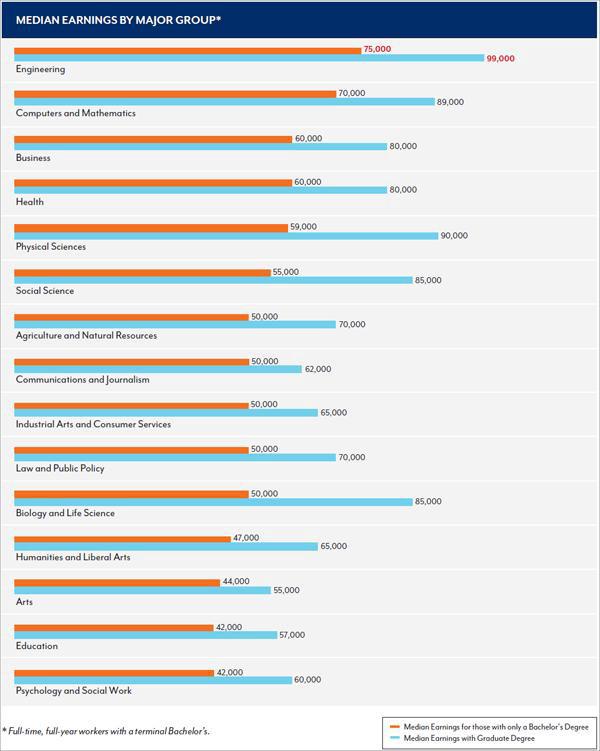 MEDIAN EARNINGS BY MAJOR GROUP*
75,000
99,000
Engineering
70,000
89,000
Computers and Mathematics
60,000
80,000
Business
60,000
80,000
Health
59,000
90,000
Physical Sciences
55,000
85,000
Social Science
50,000
70,000
Agriculture and Natural Resources
50,000
62,000
Communications and Journalism
50,000
65,000
Industrial Arts and Consumer Services
50,000
70,000
Law and Public Policy
50,000
85,000
Biology and Life Science
47,000
65,000
Humanities and Liberal Arts
44,000
55,000
Arts
42,000
57,000
Education
42,000
60,000
Psychology and Social Work
* Full-time, full-year workers with a terminal Bachelor's.
Median Earnings for those with only a Bachelor's Degree
Median Earnings with Graduate Degree